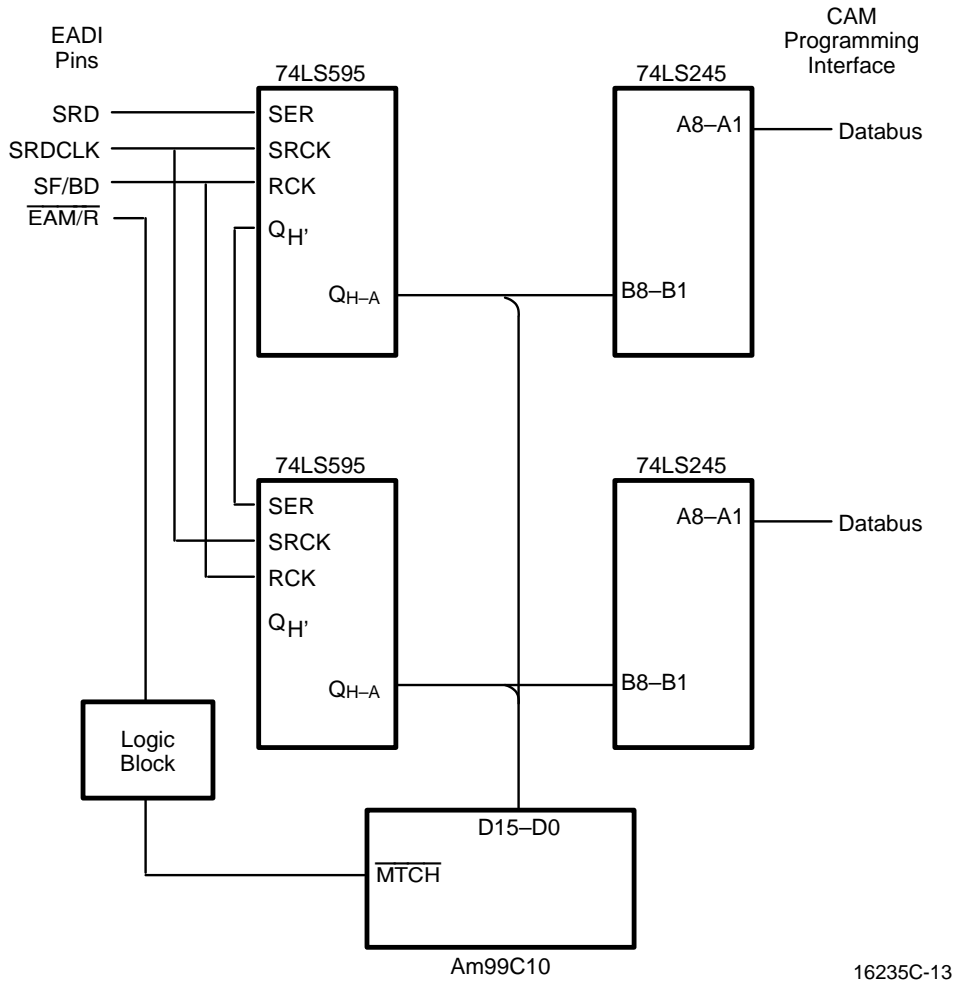 EADI
Pins
CAM
Programming
Interface
74LS595
74LS245
SRD
SRDCLK
SF/BD
EAM/R
SER
SRCK
RCK
QH'
QH–A
A8–A1
Databus
B8–B1
74LS595
74LS245
SER
SRCK
RCK
QH'
QH–A
A8–A1
Databus
B8–B1
Logic
Block
D15–D0
MTCH
Am99C10
16235C-13